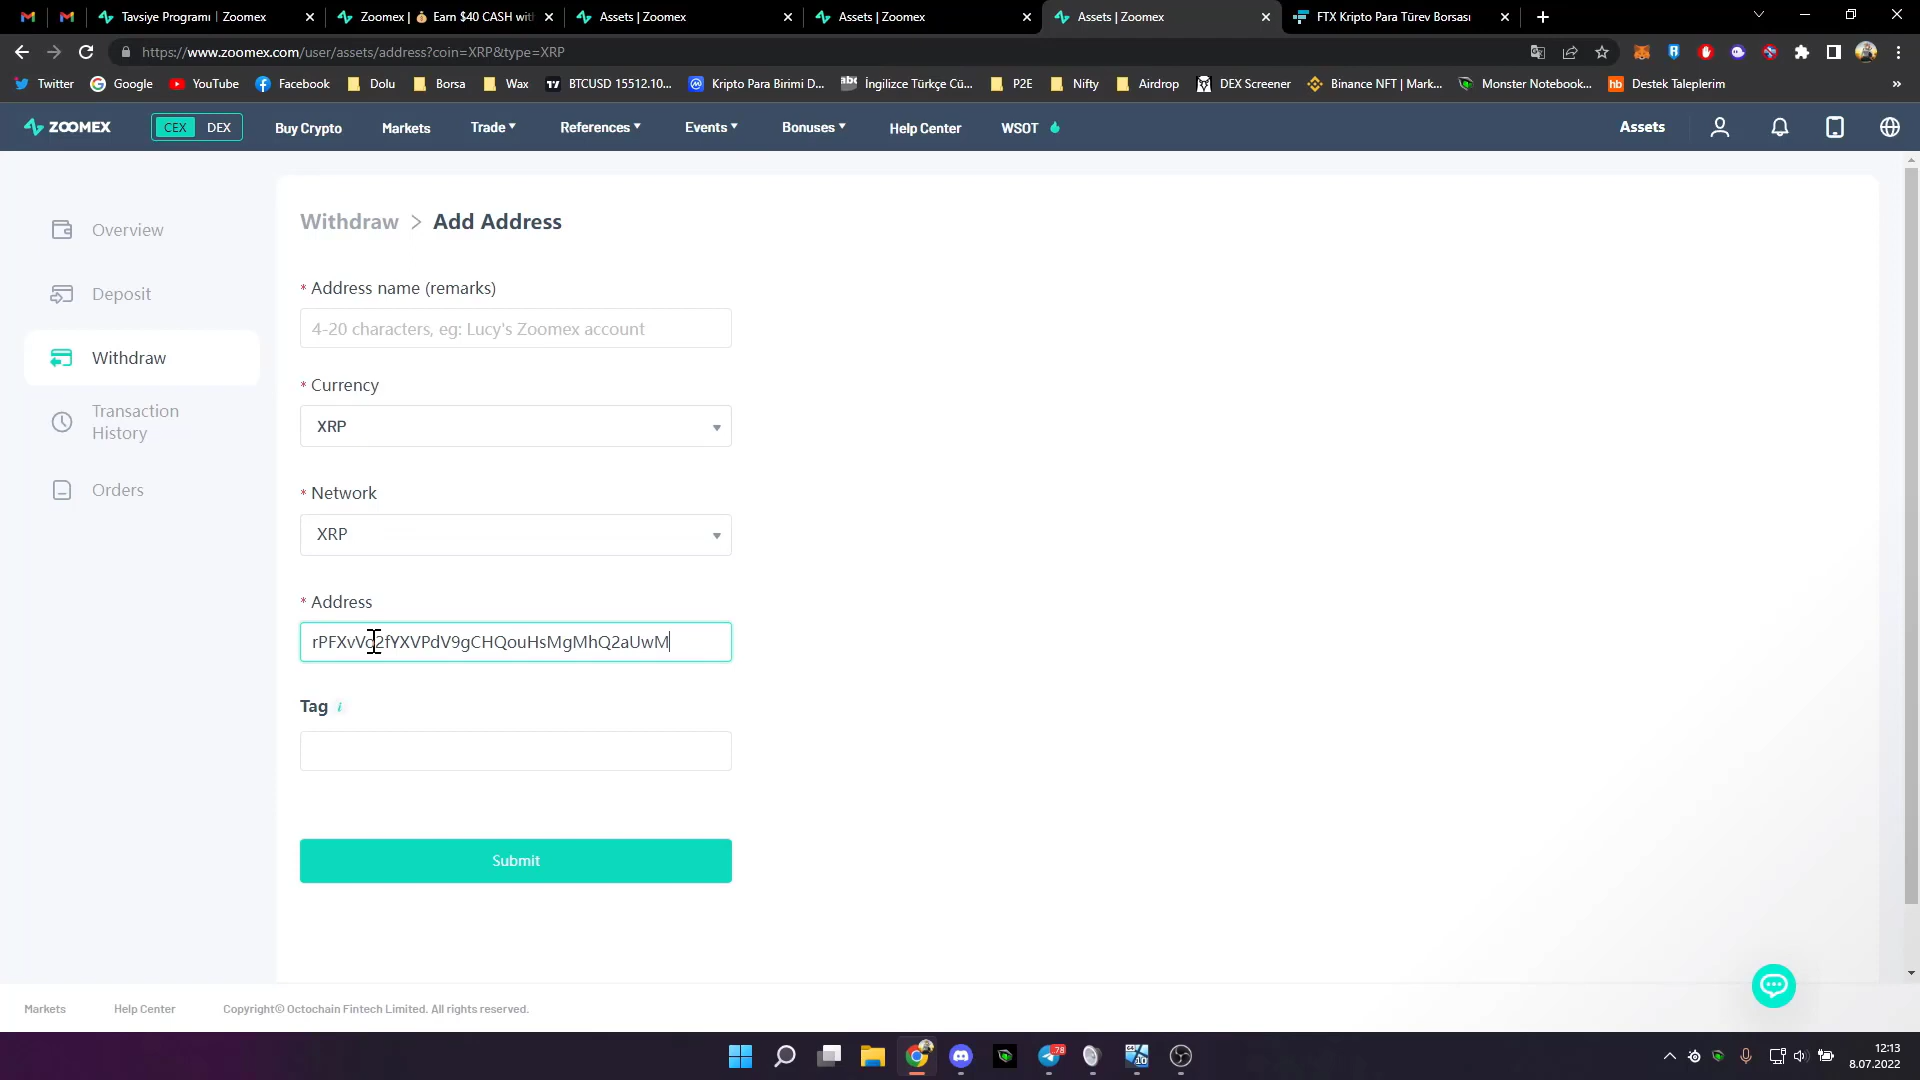 Tavsiye Programı | Zoomex
Zoomex | 💰 Earn $40 CASH wit
Assets | Zoomex
Assets | Zoomex
Assets | Zoomex
FTX Kripto Para Türev Borsası
https://www.zoomex.com/user/assets/address?coin=XRP&type=XRP
Twitter
Google
YouTube
Facebook
Dolu
Borsa
Wax
BTCUSD 15512.10...
Kripto Para Birimi D...
İngilizce Türkçe Cü...
P2E
Nifty
Airdrop
DEX Screener
Binance NFT | Mark...
Monster Notebook...
hb
Destek Taleplerim
»
ZOOMEX
CEX
DEX
Buy Crypto
Markets
Trade
References
Events
Bonuses
Help Center
WSOT
Assets
Overview
Deposit
Withdraw
Transaction
History
Orders
Withdraw > Add Address
* Address name (remarks)
4-20 characters, eg: Lucy's Zoomex account
* Currency
XRP
* Network
XRP
* Address
rPFXvVo2fYXVPdV9gCHQouHsMgMhQ2aUwM
Tag i
Submit
Markets
Help Center
Copyright© Octochain Fintech Limited. All rights reserved.
78
12:13
8.07.2022